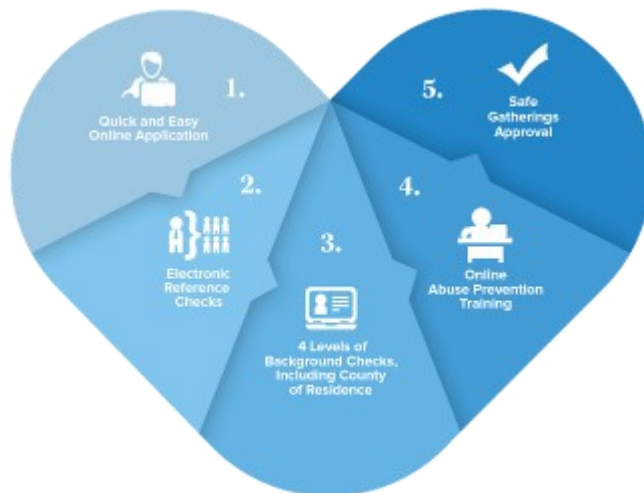 1.
Quick and Easy
Online Application
2.
Electronic
Reference
Checks
3.
4 Levels of
Background Checks,
Including County
of Residence
4.
Online
Abuse Prevention
Training
5.
Safe
Gatherings
Approval